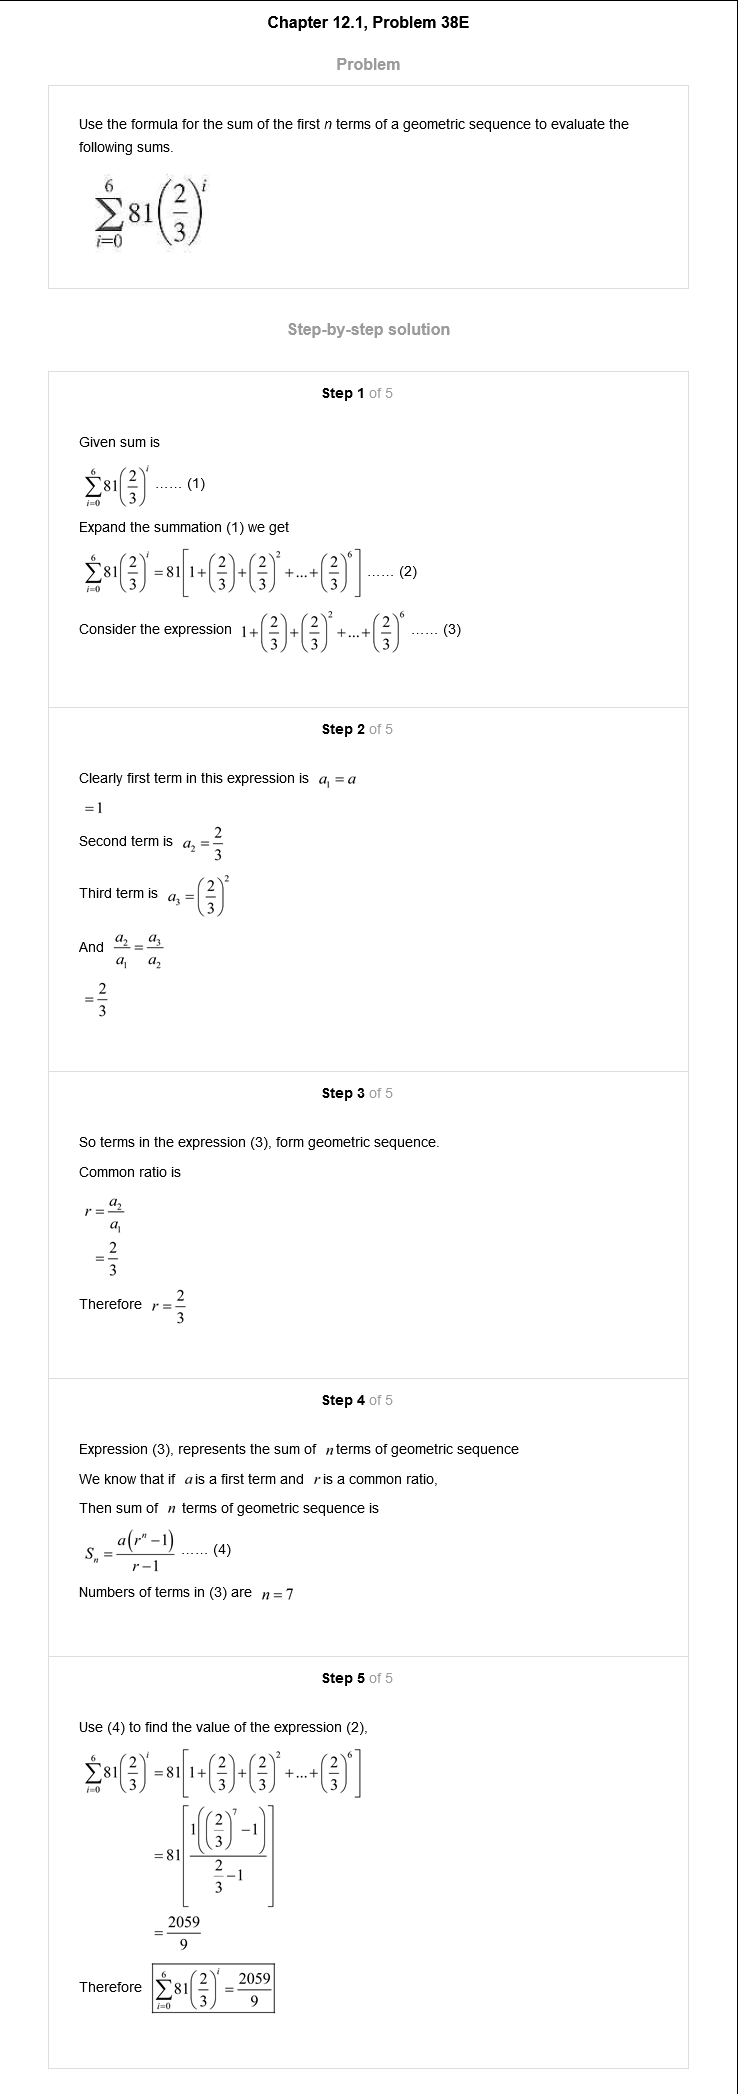 Chapter 12.1, Problem 38E
Problem
Use the formula for the sum of the first n terms of a geometric sequence to evaluate the
following sums.
\sum_{i=0}^{6} 81\left(\frac{2}{3}\right)^i
Step-by-step solution
Step 1 of 5
Given sum is
\sum_{i=0}^{6} 81\left(\frac{2}{3}\right)^i ...... (1)
Expand the summation (1) we get
\sum_{i=0}^{6} 81\left(\frac{2}{3}\right)^i = 81\left[1+\left(\frac{2}{3}\right)+\left(\frac{2}{3}\right)^2+...+\left(\frac{2}{3}\right)^6\right] ...... (2)
Consider the expression 1+\left(\frac{2}{3}\right)+\left(\frac{2}{3}\right)^2+...+\left(\frac{2}{3}\right)^6 ...... (3)
Step 2 of 5
Clearly first term in this expression is a_1 = a
= 1
Second term is a_2 = \frac{2}{3}
Third term is a_3 = \left(\frac{2}{3}\right)^2
And \frac{a_2}{a_1} = \frac{a_3}{a_2}
= \frac{2}{3}
Step 3 of 5
So terms in the expression (3), form geometric sequence.
Common ratio is
r = \frac{a_2}{a_1}
= \frac{2}{3}
Therefore r = \frac{2}{3}
Step 4 of 5
Expression (3), represents the sum of n terms of geometric sequence
We know that if a is a first term and r is a common ratio,
Then sum of n terms of geometric sequence is
S_n = \frac{a(r^n-1)}{r-1} ...... (4)
Numbers of terms in (3) are n = 7
Step 5 of 5
Use (4) to find the value of the expression (2),
\sum_{i=0}^{6} 81\left(\frac{2}{3}\right)^i = 81\left[1+\left(\frac{2}{3}\right)+\left(\frac{2}{3}\right)^2+...+\left(\frac{2}{3}\right)^6\right]
= 81\left[\frac{1\left(\left(\frac{2}{3}\right)^7-1\right)}{\frac{2}{3}-1}\right]
= \frac{2059}{9}
Therefore \sum_{i=0}^{6} 81\left(\frac{2}{3}\right)^i = \frac{2059}{9}